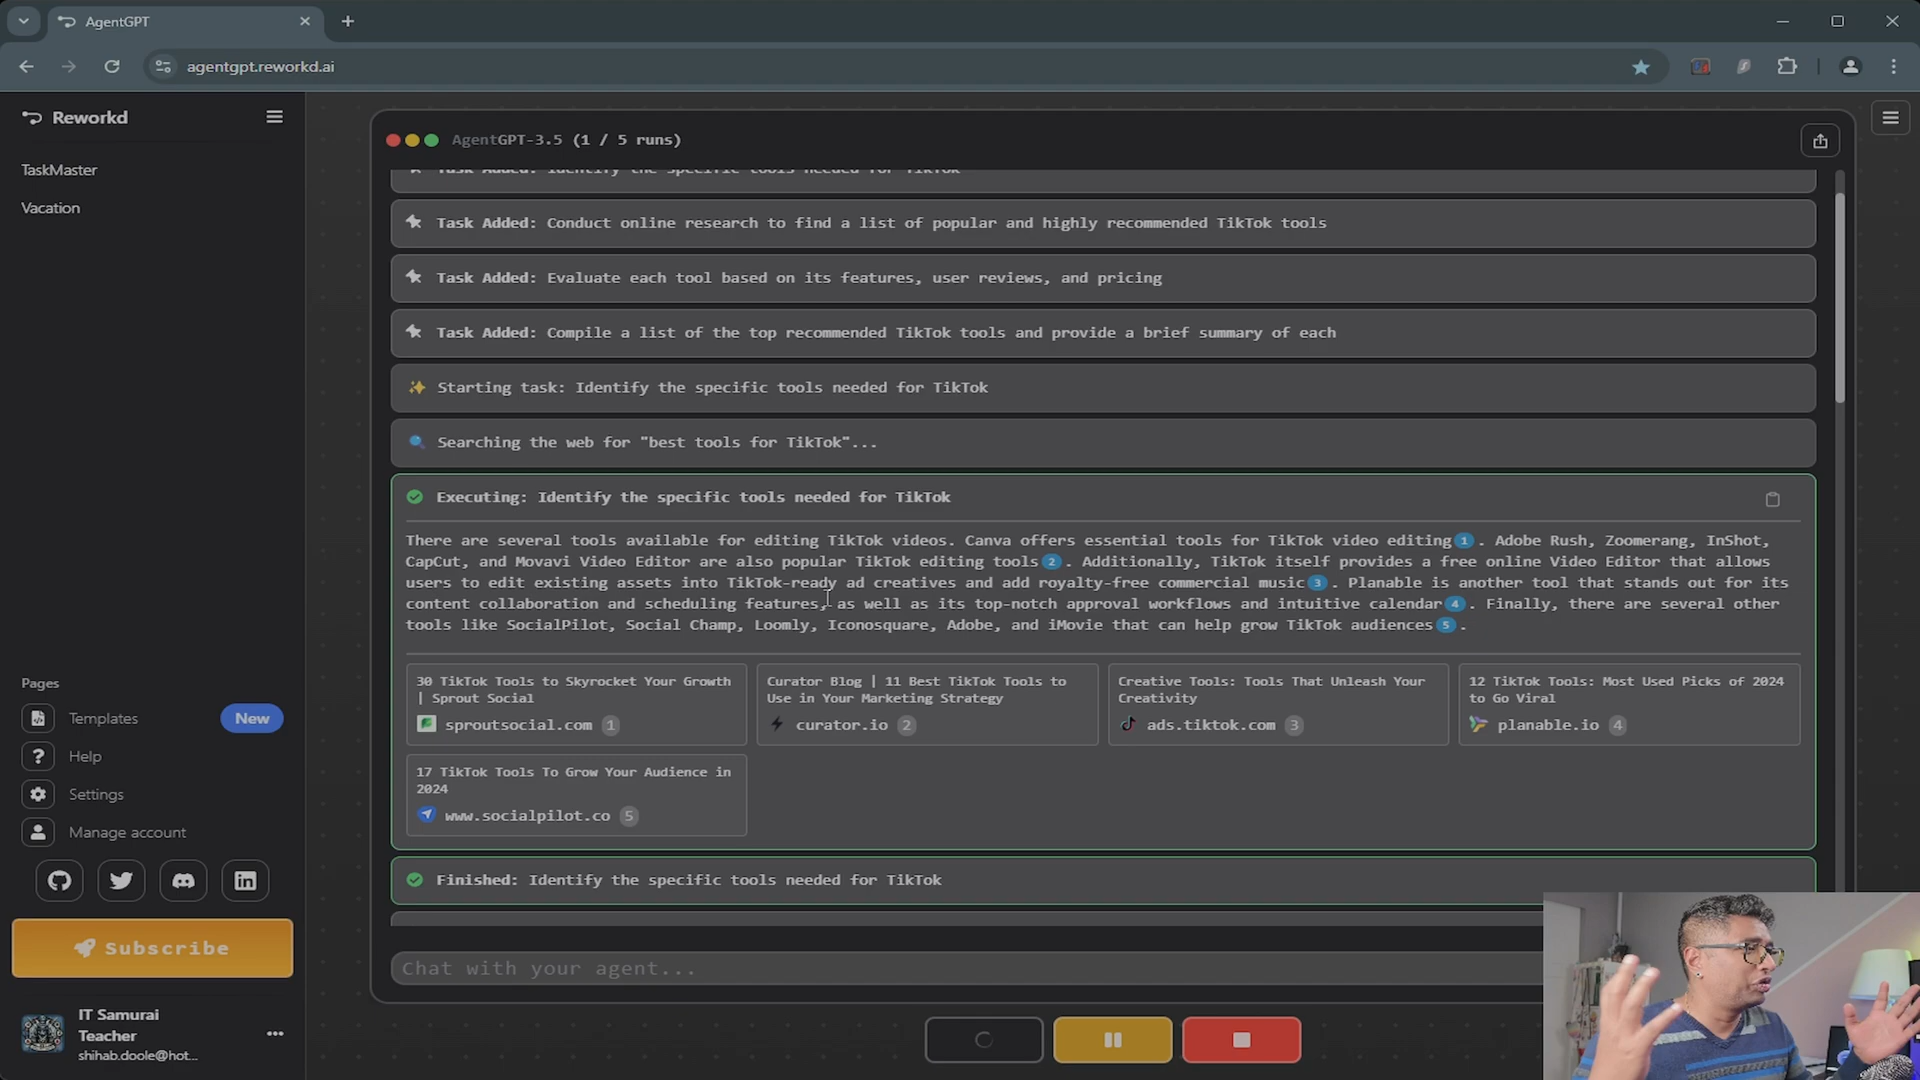 AgentGPT
agentgpt.reworkd.ai
Reworkd
TaskMaster
Vacation
AgentGPT-3.5 (1 / 5 runs)
Task Added: Identify the specific tools needed for TikTok
Task Added: Conduct online research to find a list of popular and highly recommended TikTok tools
Task Added: Evaluate each tool based on its features, user reviews, and pricing
Task Added: Compile a list of the top recommended TikTok tools and provide a brief summary of each
Starting task: Identify the specific tools needed for TikTok
Searching the web for "best tools for TikTok"...
Executing: Identify the specific tools needed for TikTok
There are several tools available for editing TikTok videos. Canva offers essential tools for TikTok video editing 1 . Adobe Rush, Zoomerang, InShot,
CapCut, and Movavi Video Editor are also popular TikTok editing tools 2 . Additionally, TikTok itself provides a free online Video Editor that allows
users to edit existing assets into TikTok-ready ad creatives and add royalty-free commercial music 3 . Planable is another tool that stands out for its
content collaboration and scheduling features, as well as its top-notch approval workflows and intuitive calendar 4 . Finally, there are several other
tools like SocialPilot, Social Champ, Loomly, Iconosquare, Adobe, and iMovie that can help grow TikTok audiences 5 .
30 TikTok Tools to Skyrocket Your Growth
| Sprout Social
sproutsocial.com 1
Curator Blog | 11 Best TikTok Tools to
Use in Your Marketing Strategy
curator.io 2
Creative Tools: Tools That Unleash Your
Creativity
ads.tiktok.com 3
12 TikTok Tools: Most Used Picks of 2024
to Go Viral
planable.io 4
17 TikTok Tools To Grow Your Audience in
2024
www.socialpilot.co 5
Finished: Identify the specific tools needed for TikTok
Chat with your agent...
Pages
Templates New
Help
Settings
Manage account
Subscribe
IT Samurai
Teacher
shihab.doole@hot...